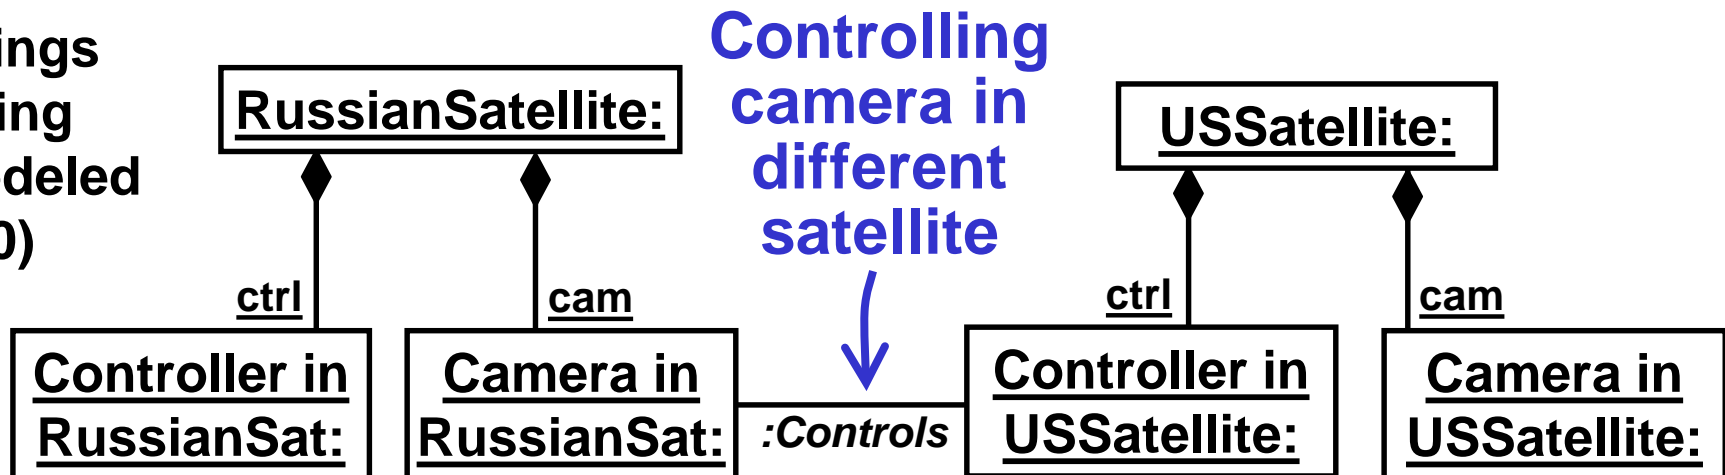 ings
ing
deled
0)
RussianSatellite:
Controlling
camera in
different
satellite
USSatellite:
ctrl
cam
ctrl
cam
Controller in
RussianSat:
Camera in
RussianSat:
:Controls
Controller in
USSatellite:
Camera in
USSatellite: